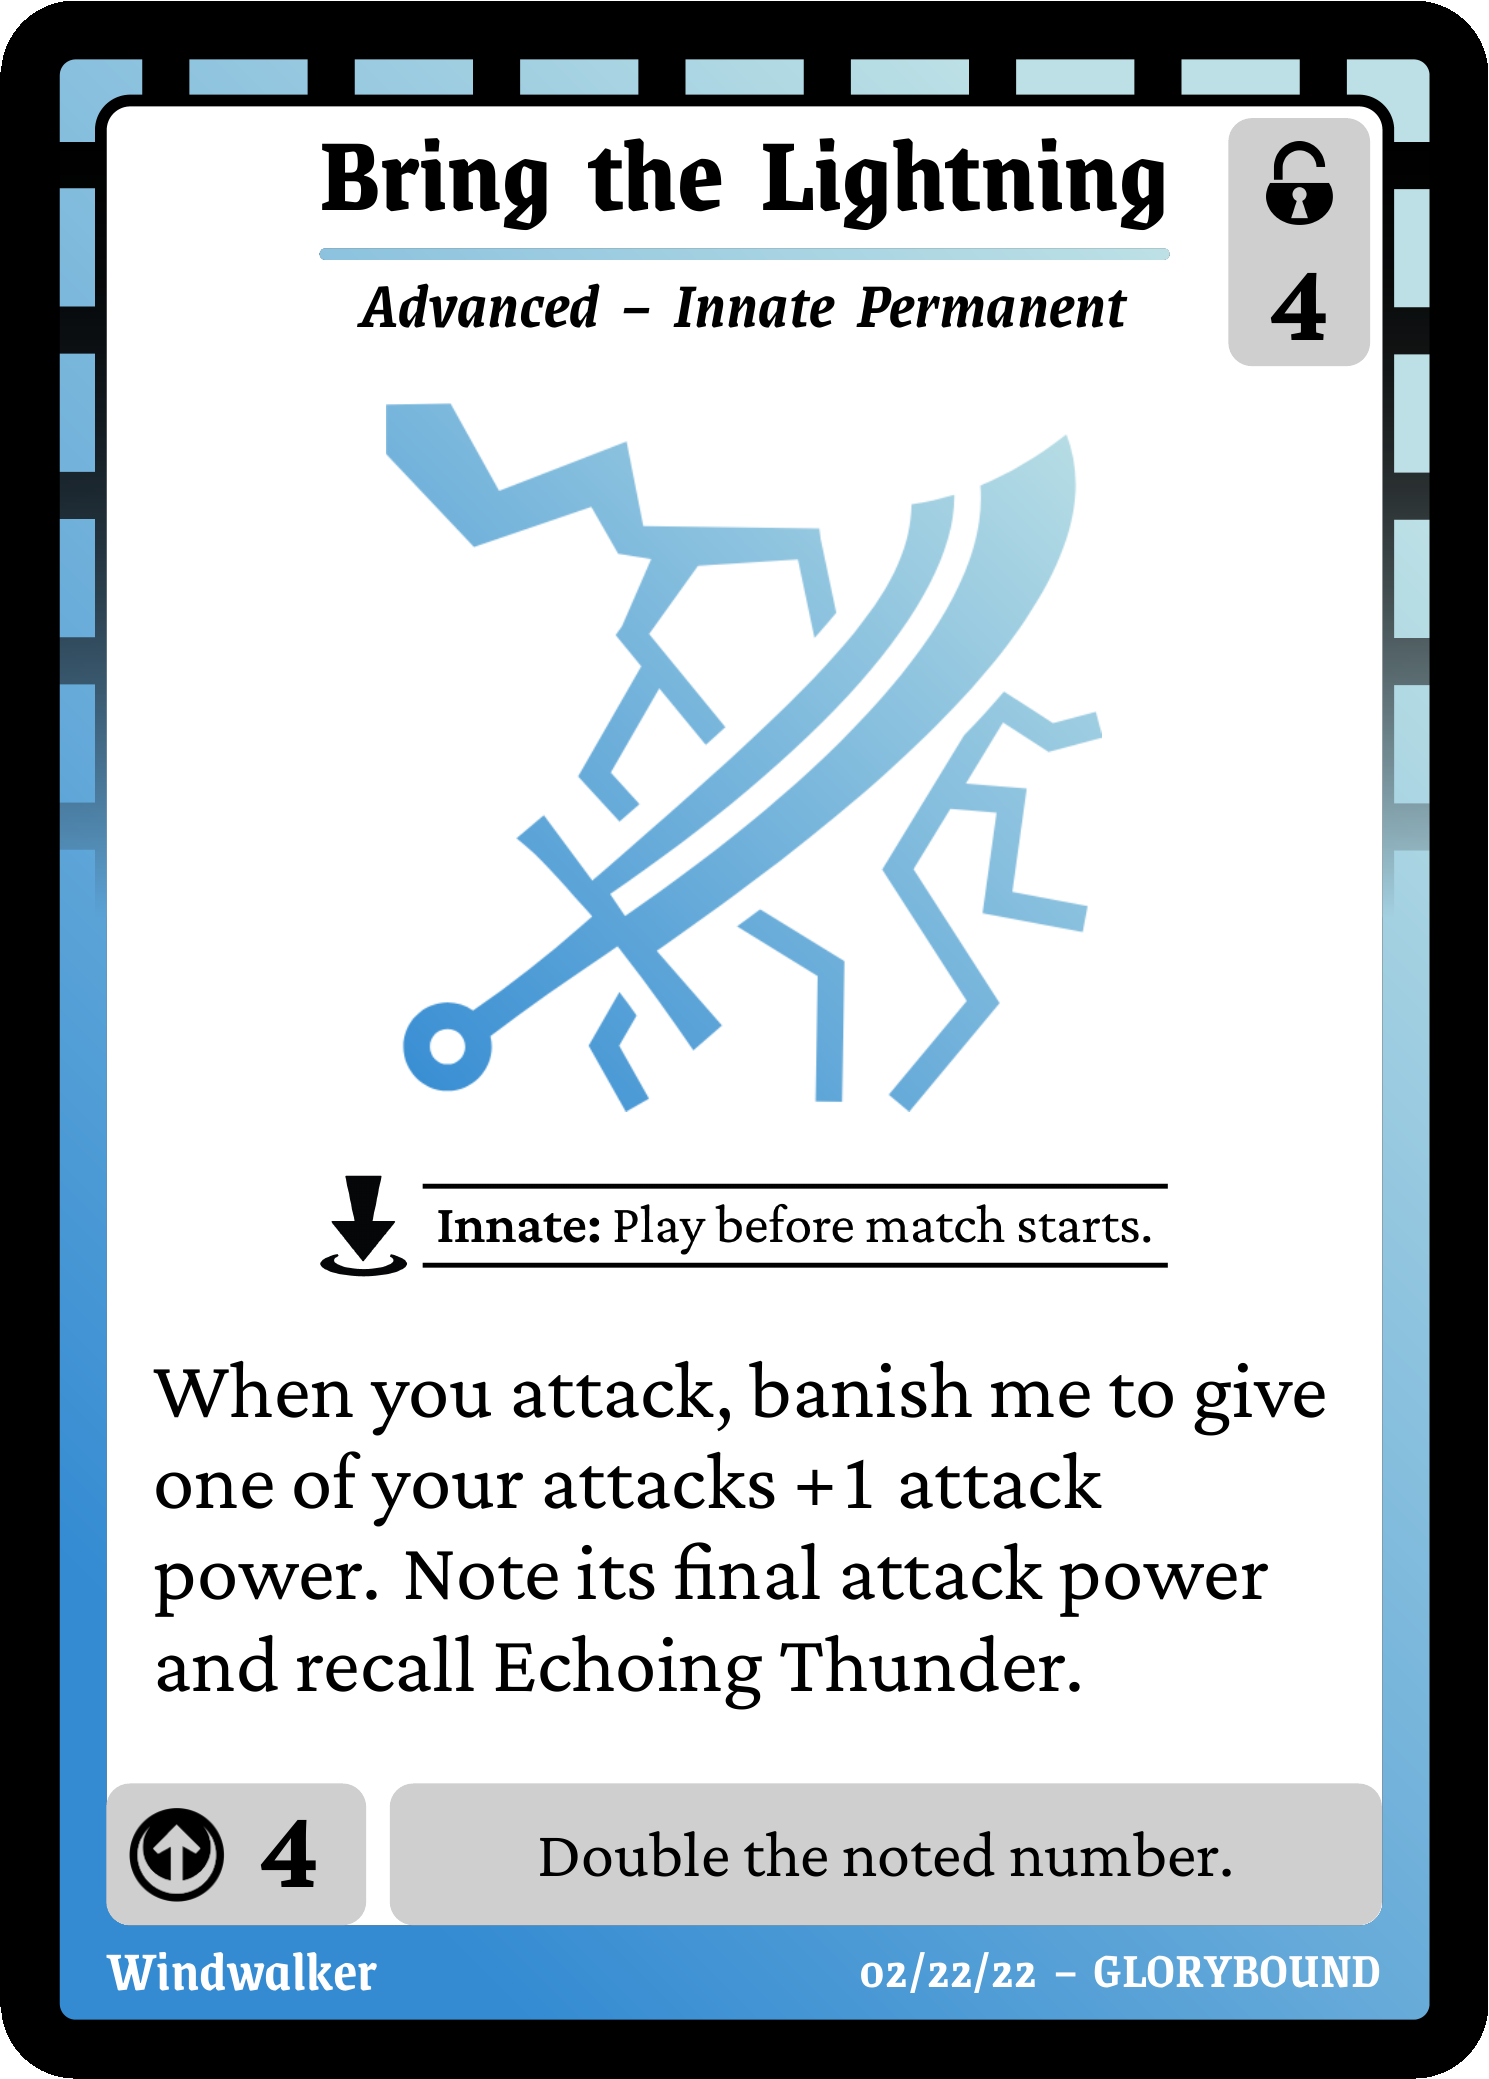 Bring the Lightning
4
Advanced – Innate Permanent
Innate: Play before match starts.
When you attack, banish me to give
one of your attacks +1 attack
power. Note its final attack power
and recall Echoing Thunder.
4
Double the noted number.
Windwalker
02/22/22 – GLORYBOUND